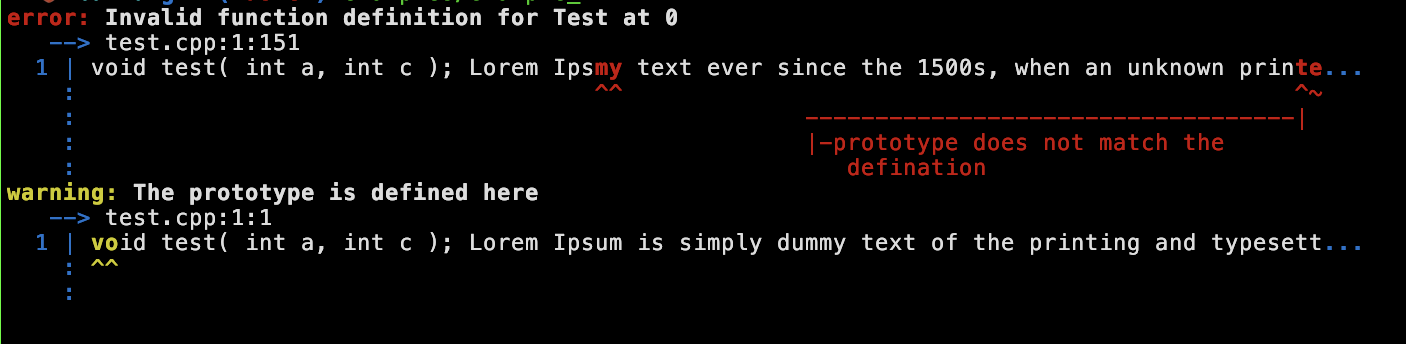 error: Invalid function definition for Test at 0
--> test.cpp:1:151
1 | void test( int a, int c ); Lorem Ipsmy text ever since the 1500s, when an unknown printe...
: ^^ ^~
: -----------------------------------|
: |-prototype does not match the
: defination
warning: The prototype is defined here
--> test.cpp:1:1
1 | void test( int a, int c ); Lorem Ipsum is simply dummy text of the printing and typesett...
: ^^
: